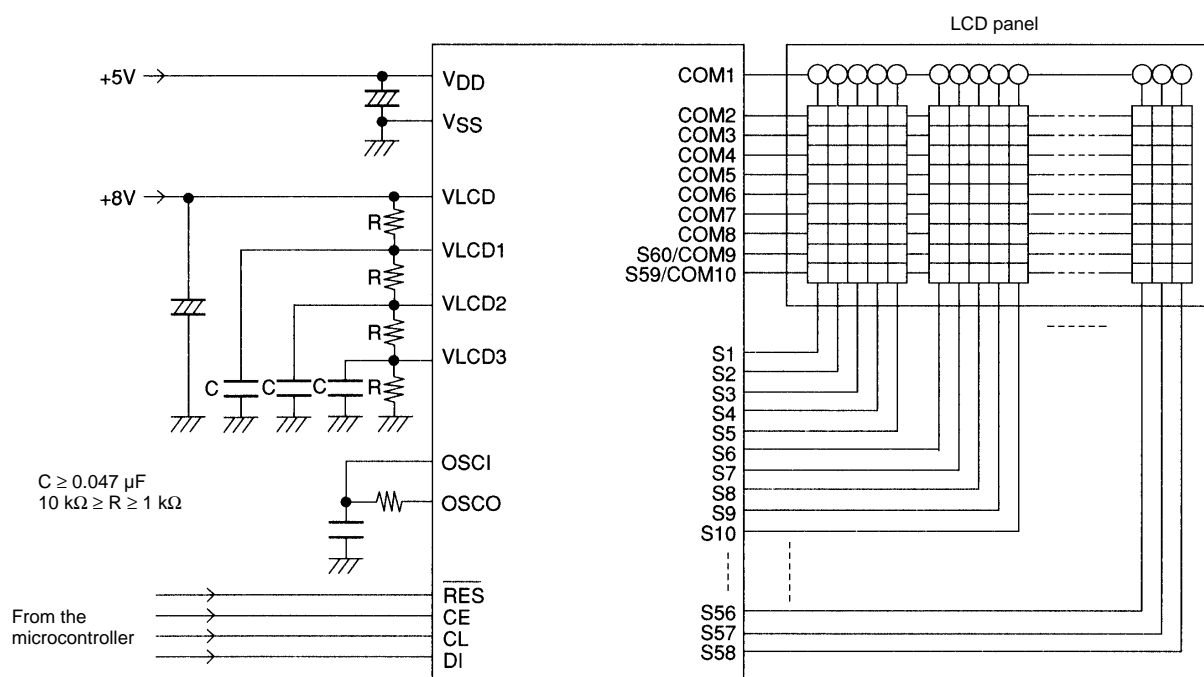 LCD panel
+5V
VDD
VSS
+8V
VLCD
R
VLCD1
R
VLCD2
R
VLCD3
C
C
C
R
C ≥ 0.047 µF
10 kΩ ≥ R ≥ 1 kΩ
OSCI
OSCO
From the
microcontroller
RES
CE
CL
DI
COM1
COM2
COM3
COM4
COM5
COM6
COM7
COM8
S60/COM9
S59/COM10
S1
S2
S3
S4
S5
S6
S7
S8
S9
S10
S56
S57
S58